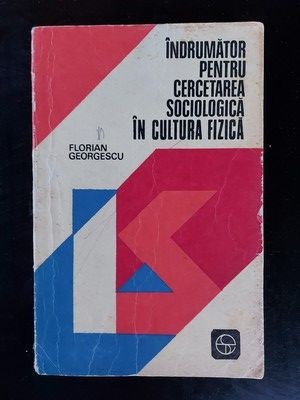 ÎNDRUMĂTOR
PENTRU
CERCETAREA
SOCIOLOGICĂ
ÎN CULTURA FIZICĂ
FLORIAN
GEORGESCU